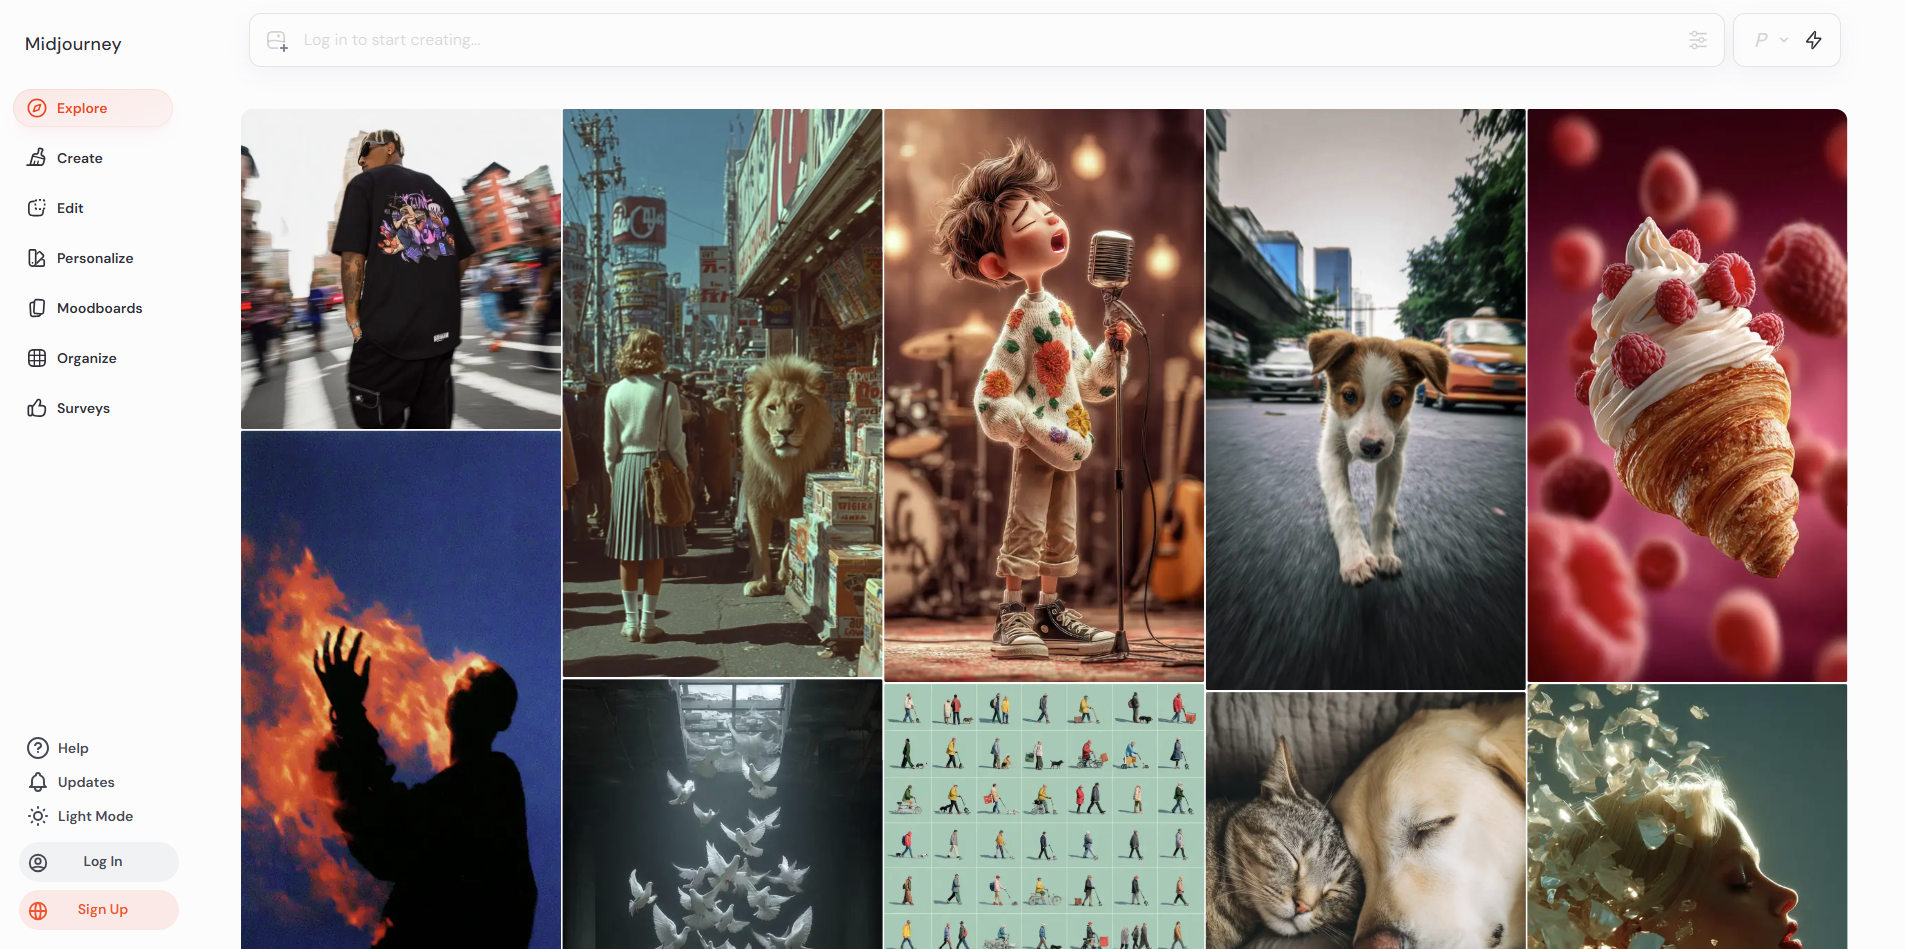 Midjourney
Log in to start creating...
P
Explore
Create
Edit
Personalize
Moodboards
Organize
Surveys
Help
Updates
Light Mode
Log In
Sign Up